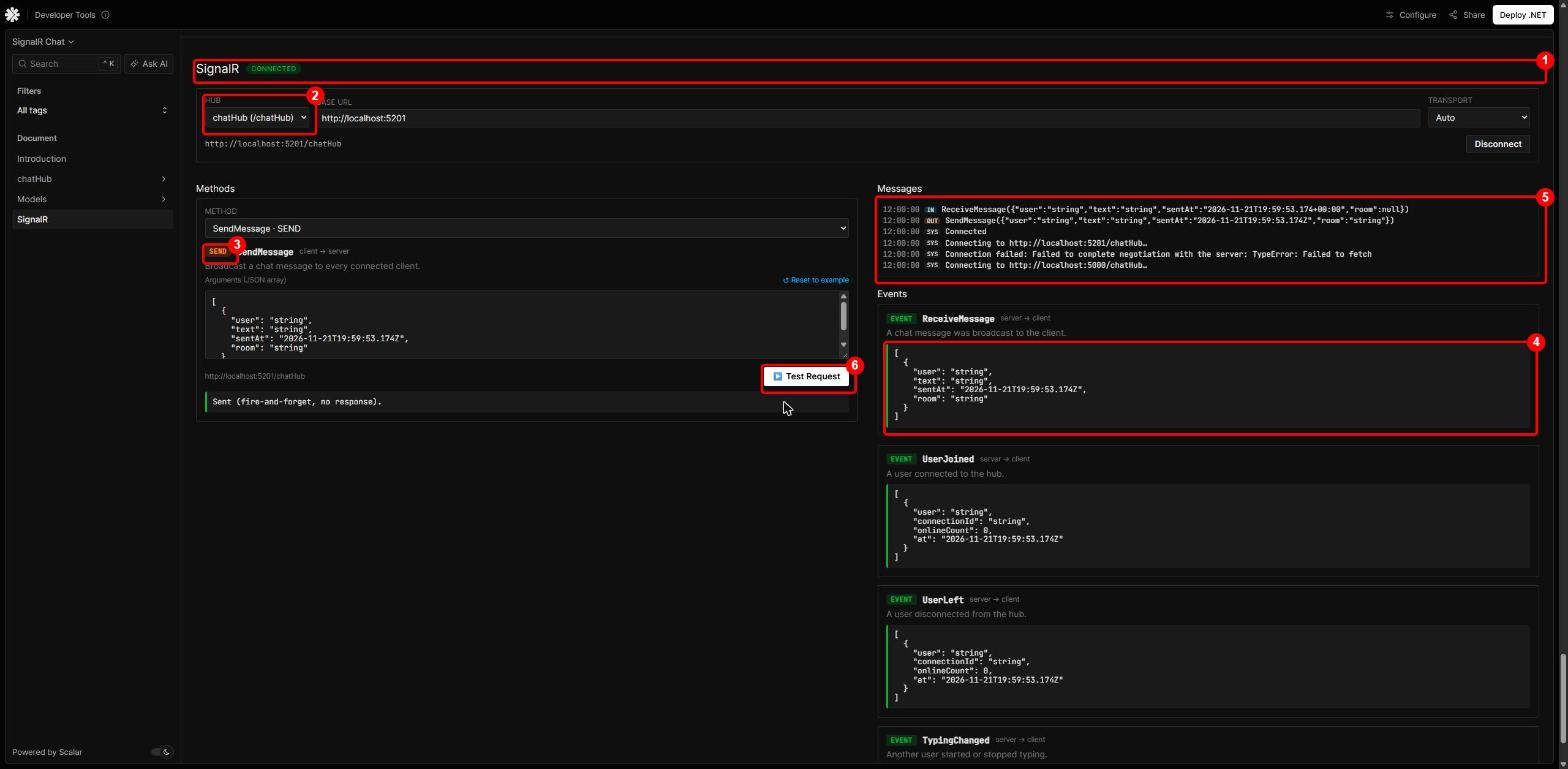 Developer Tools
Configure
Share
Deploy .NET
SignalR Chat
Search
⌃ K
Ask AI
Filters
All tags
Document
Introduction
chatHub
Models
SignalR
Powered by Scalar
SignalR CONNECTED
1
HUB
2
chatHub (/chatHub)
ASE URL
http://localhost:5201
TRANSPORT
Auto
http://localhost:5201/chatHub
Disconnect
Methods
METHOD
SendMessage · SEND
SEND
3
endMessage client → server
Broadcast a chat message to every connected client.
Arguments (JSON array)
↺ Reset to example
[
{
"user": "string",
"text": "string",
"sentAt": "2026-11-21T19:59:53.174Z",
"room": "string"
}
http://localhost:5201/chatHub
Test Request
6
Sent (fire-and-forget, no response).
Messages
5
12:00:00 IN ReceiveMessage({"user":"string","text":"string","sentAt":"2026-11-21T19:59:53.174+00:00","room":null})
12:00:00 OUT SendMessage({"user":"string","text":"string","sentAt":"2026-11-21T19:59:53.174Z","room":"string"})
12:00:00 SYS Connected
12:00:00 SYS Connecting to http://localhost:5201/chatHub…
12:00:00 SYS Connection failed: Failed to complete negotiation with the server: TypeError: Failed to fetch
12:00:00 SYS Connecting to http://localhost:5000/chatHub…
Events
EVENT ReceiveMessage server → client
A chat message was broadcast to the client.
4
[
{
"user": "string",
"text": "string",
"sentAt": "2026-11-21T19:59:53.174Z",
"room": "string"
}
]
EVENT UserJoined server → client
A user connected to the hub.
[
{
"user": "string",
"connectionId": "string",
"onlineCount": 0,
"at": "2026-11-21T19:59:53.174Z"
}
]
EVENT UserLeft server → client
A user disconnected from the hub.
[
{
"user": "string",
"connectionId": "string",
"onlineCount": 0,
"at": "2026-11-21T19:59:53.174Z"
}
]
EVENT TypingChanged server → client
Another user started or stopped typing.